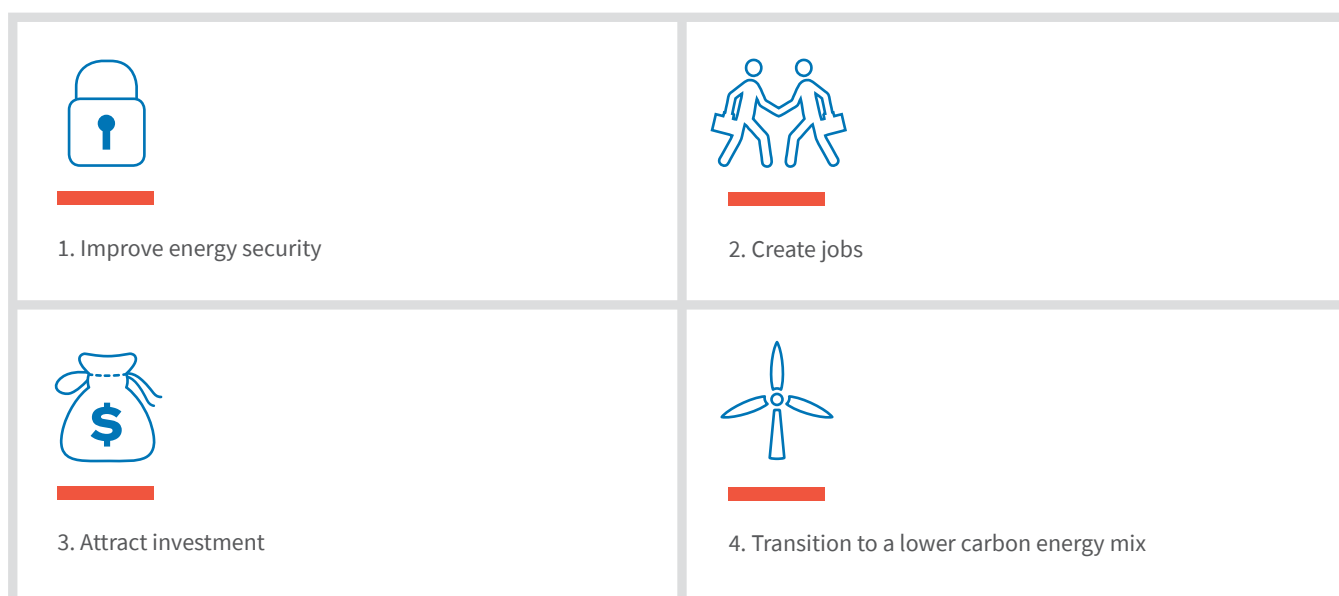 1. Improve energy security
2. Create jobs
$
3. Attract investment
4. Transition to a lower carbon energy mix